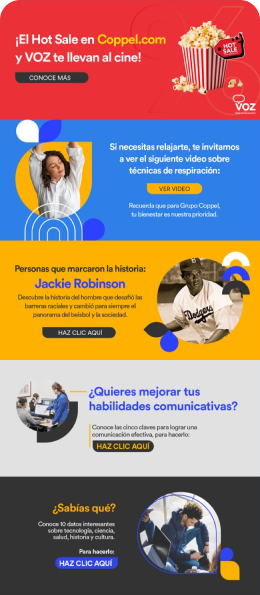 ¡El Hot Sale en Coppel.com
y VOZ te llevan al cine!
HOT
SALE
CONOCE MÁS
VOZ
Si necesitas relajarte, te invitamos
a ver el siguiente video sobre
técnicas de respiración:
VER VIDEO
Recuerda que para Grupo Coppel,
tu bienestar es nuestra prioridad.
Personas que marcaron la historia:
Jackie Robinson
Descubre la historia del hombre que desafió las
barreras raciales y cambió para siempre el
panorama del beisbol y la sociedad.
HAZ CLIC AQUÍ
Dodgers
¿Quieres mejorar tus
habilidades comunicativas?
Conoce las cinco claves para lograr una
comunicación efectiva, para hacerlo:
HAZ CLIC AQUÍ
¿Sabías qué?
Conoce 10 datos interesantes
sobre tecnología, ciencia,
salud, historia y cultura.
Para hacerlo:
HAZ CLIC AQUÍ